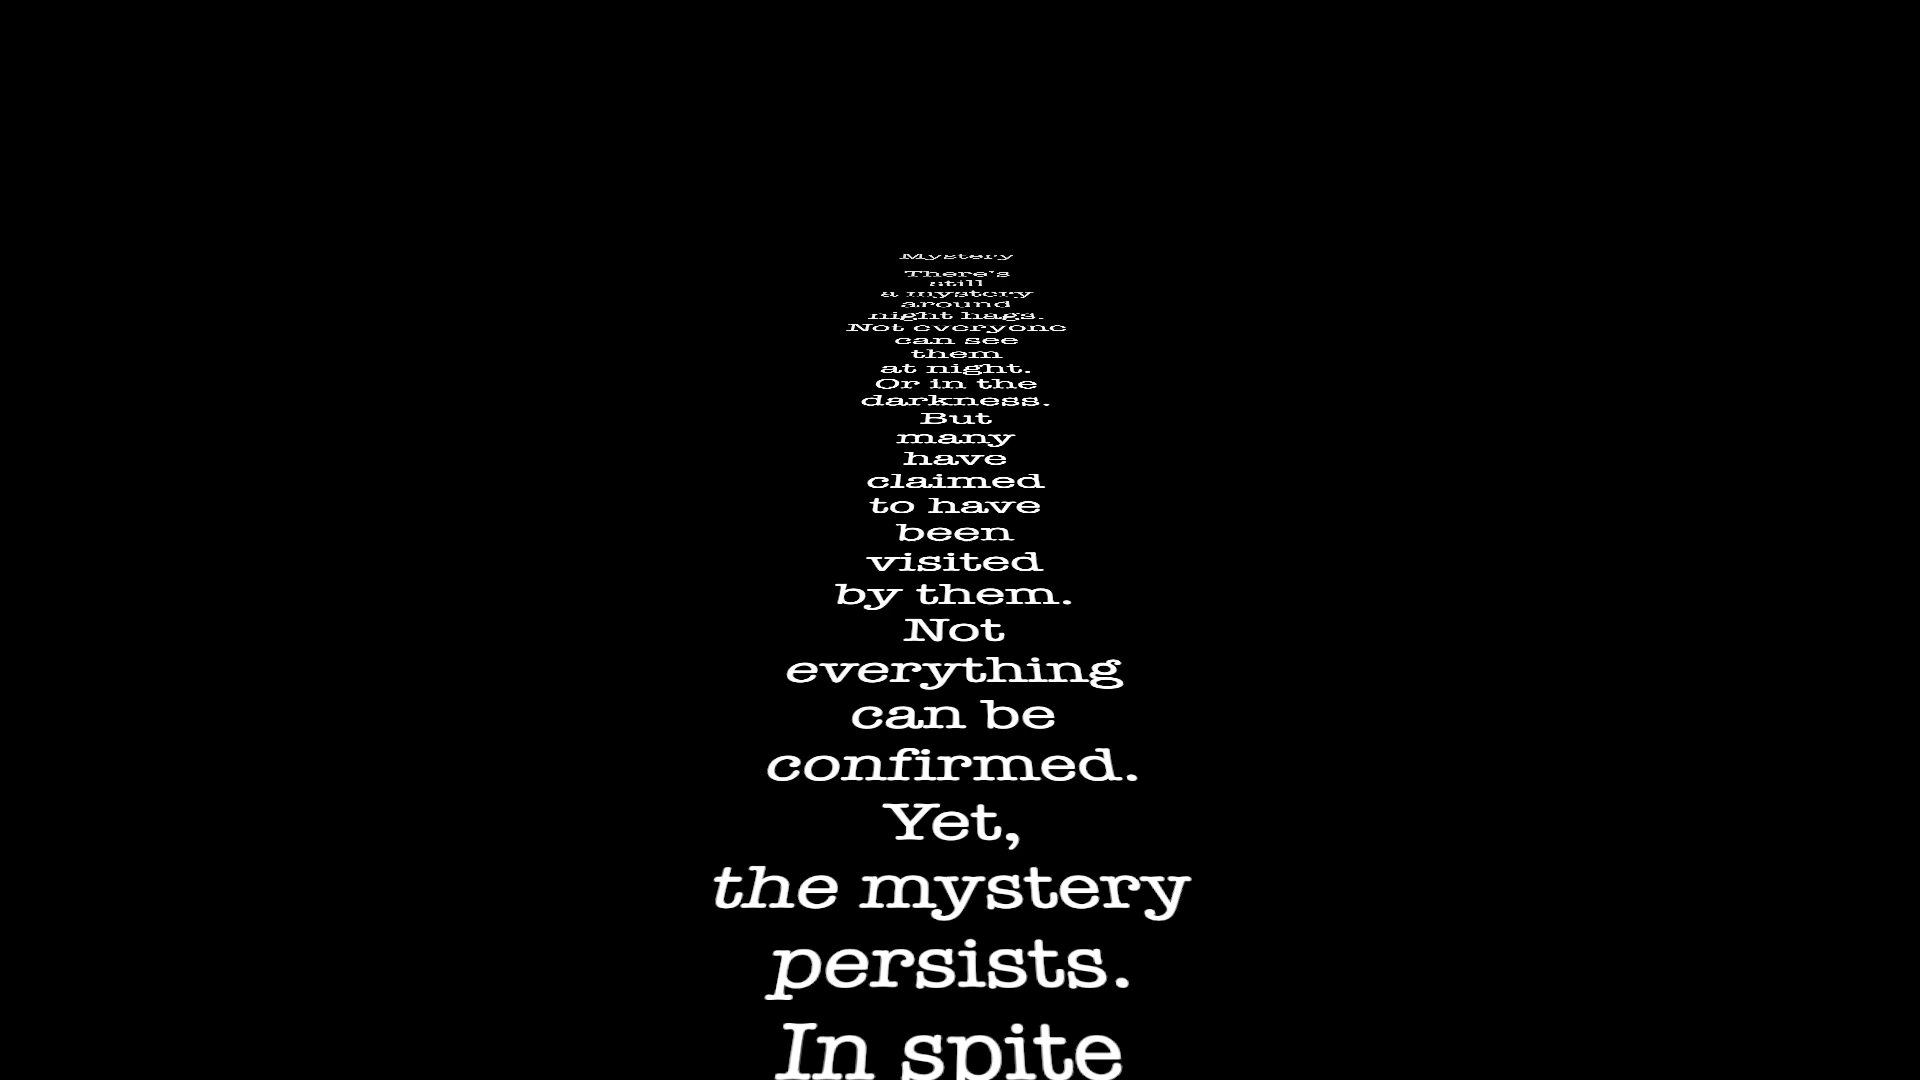 Mystery
There's
still
a mystery
around
night hags.
Not everyone
can see
them
at night.
Or in the
darkness.
But
many
have
claimed
to have
been
visited
by them.
Not
everything
can be
confirmed.
Yet,
the mystery
persists.
In spite